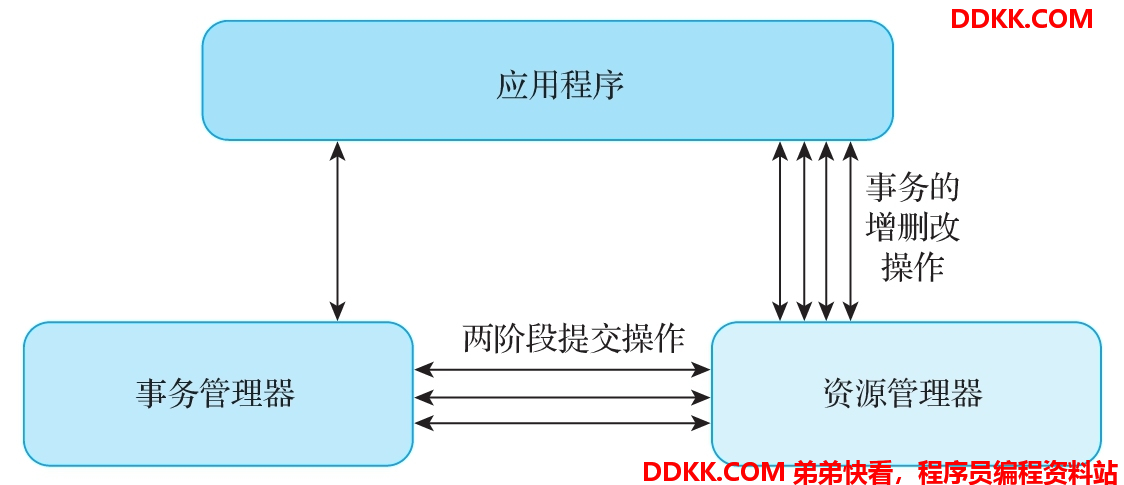 DDKK.COM
应用程序
事务的
增删改
操作
两阶段提交操作
事务管理器
资源管理器
DDKK.COM 弟弟快看，程序员编程资料站